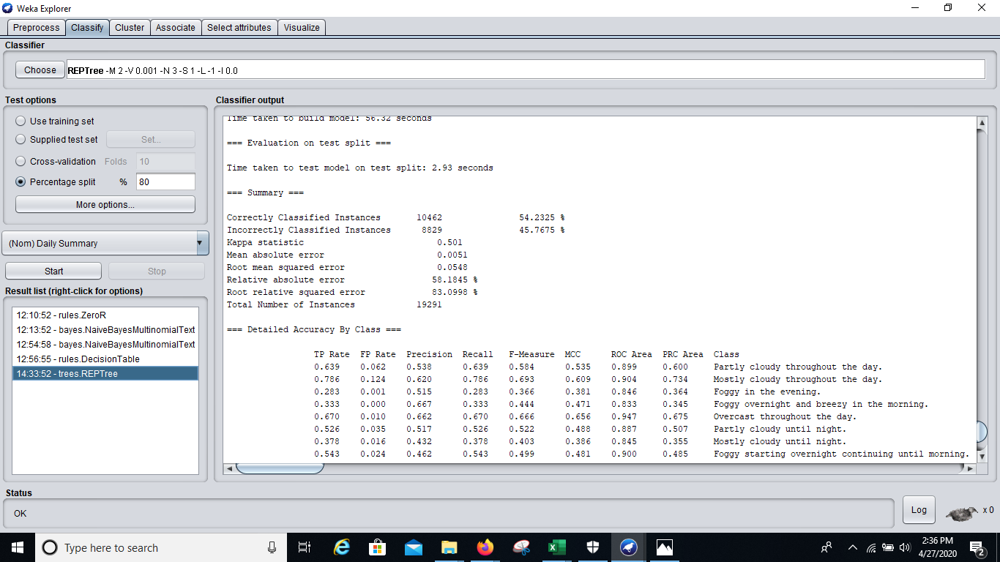 Weka Explorer
Preprocess Classify Cluster Associate Select attributes Visualize
Classifier
Choose REPTree -M 2 -V 0.001 -N 3 -S 1 -L -1 -I 0.0
Test options
Use training set
Supplied test set Set...
Cross-validation Folds 10
Percentage split % 80
More options...
(Nom) Daily Summary
Start Stop
Result list (right-click for options)
12:10:52 - rules.ZeroR
12:13:52 - bayes.NaiveBayesMultinomialText
12:54:58 - bayes.NaiveBayesMultinomialText
12:56:55 - rules.DecisionTable
14:33:52 - trees.REPTree
Classifier output
Time taken to build model: 56.32 seconds
=== Evaluation on test split ===
Time taken to test model on test split: 2.93 seconds
=== Summary ===
Correctly Classified Instances 10462 54.2325 %
Incorrectly Classified Instances 8829 45.7675 %
Kappa statistic 0.501
Mean absolute error 0.0051
Root mean squared error 0.0548
Relative absolute error 58.1845 %
Root relative squared error 83.0998 %
Total Number of Instances 19291
=== Detailed Accuracy By Class ===
TP Rate FP Rate Precision Recall F-Measure MCC ROC Area PRC Area Class
0.639 0.062 0.538 0.639 0.584 0.535 0.899 0.600 Partly cloudy throughout the day.
0.786 0.124 0.620 0.786 0.693 0.609 0.904 0.734 Mostly cloudy throughout the day.
0.283 0.001 0.515 0.283 0.366 0.381 0.846 0.364 Foggy in the evening.
0.333 0.000 0.667 0.333 0.444 0.471 0.833 0.345 Foggy overnight and breezy in the morning.
0.670 0.010 0.662 0.670 0.666 0.656 0.947 0.675 Overcast throughout the day.
0.526 0.035 0.517 0.526 0.522 0.488 0.887 0.507 Partly cloudy until night.
0.378 0.016 0.432 0.378 0.403 0.386 0.845 0.355 Mostly cloudy until night.
0.543 0.024 0.462 0.543 0.499 0.481 0.900 0.485 Foggy starting overnight continuing until morning.
Status
OK
Log x 0
Type here to search
2:36 PM
4/27/2020
2